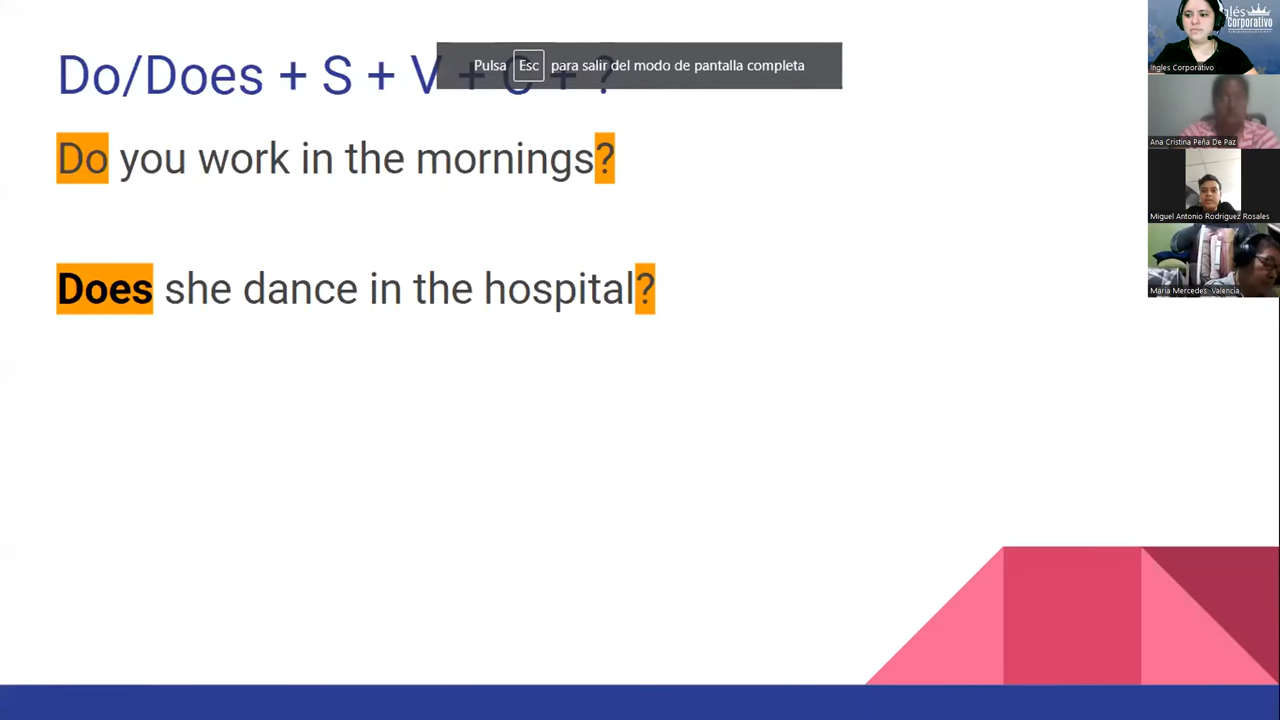 Do/Does + S + V + C + ?
Pulsa Esc para salir del modo de pantalla completa
Do you work in the mornings?
Does she dance in the hospital?
Inglés Corporativo
Ana Cristina Peña De Paz
Miguel Antonio Rodriguez Rosales
Maria Mercedes Valencia